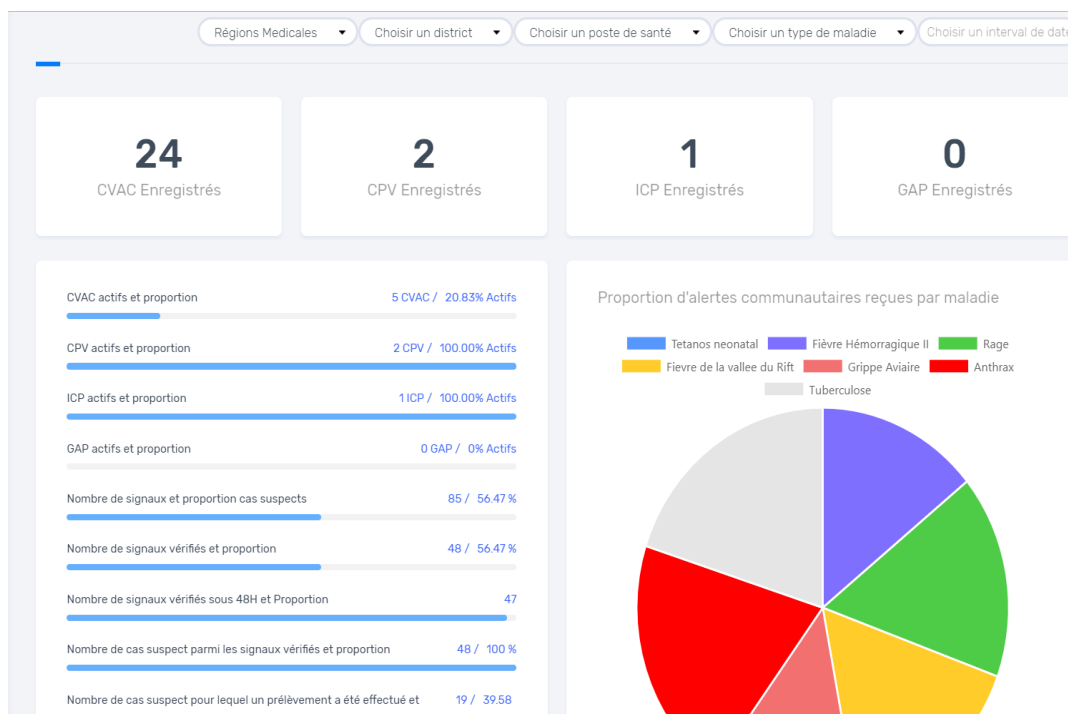 Régions Medicales Choisir un district Choisir un poste de santé Choisir un type de maladie Choisir un interval de date
24
CVAC Enregistrés
2
CPV Enregistrés
1
ICP Enregistrés
0
GAP Enregistrés
CVAC actifs et proportion 5 CVAC / 20.83% Actifs
CPV actifs et proportion 2 CPV / 100.00% Actifs
ICP actifs et proportion 1 ICP / 100.00% Actifs
GAP actifs et proportion 0 GAP / 0% Actifs
Nombre de signaux et proportion cas suspects 85 / 56.47 %
Nombre de signaux vérifiés et proportion 48 / 56.47 %
Nombre de signaux vérifiés sous 48H et Proportion 47
Nombre de cas suspect parmi les signaux vérifiés et proportion 48 / 100 %
Nombre de cas suspect pour lequel un prélèvement a été effectué et 19 / 39.58
Proportion d'alertes communautaires reçues par maladie
Tetanos neonatal Fièvre Hémorragique II Rage
Fievre de la vallee du Rift Grippe Aviaire Anthrax
Tuberculose